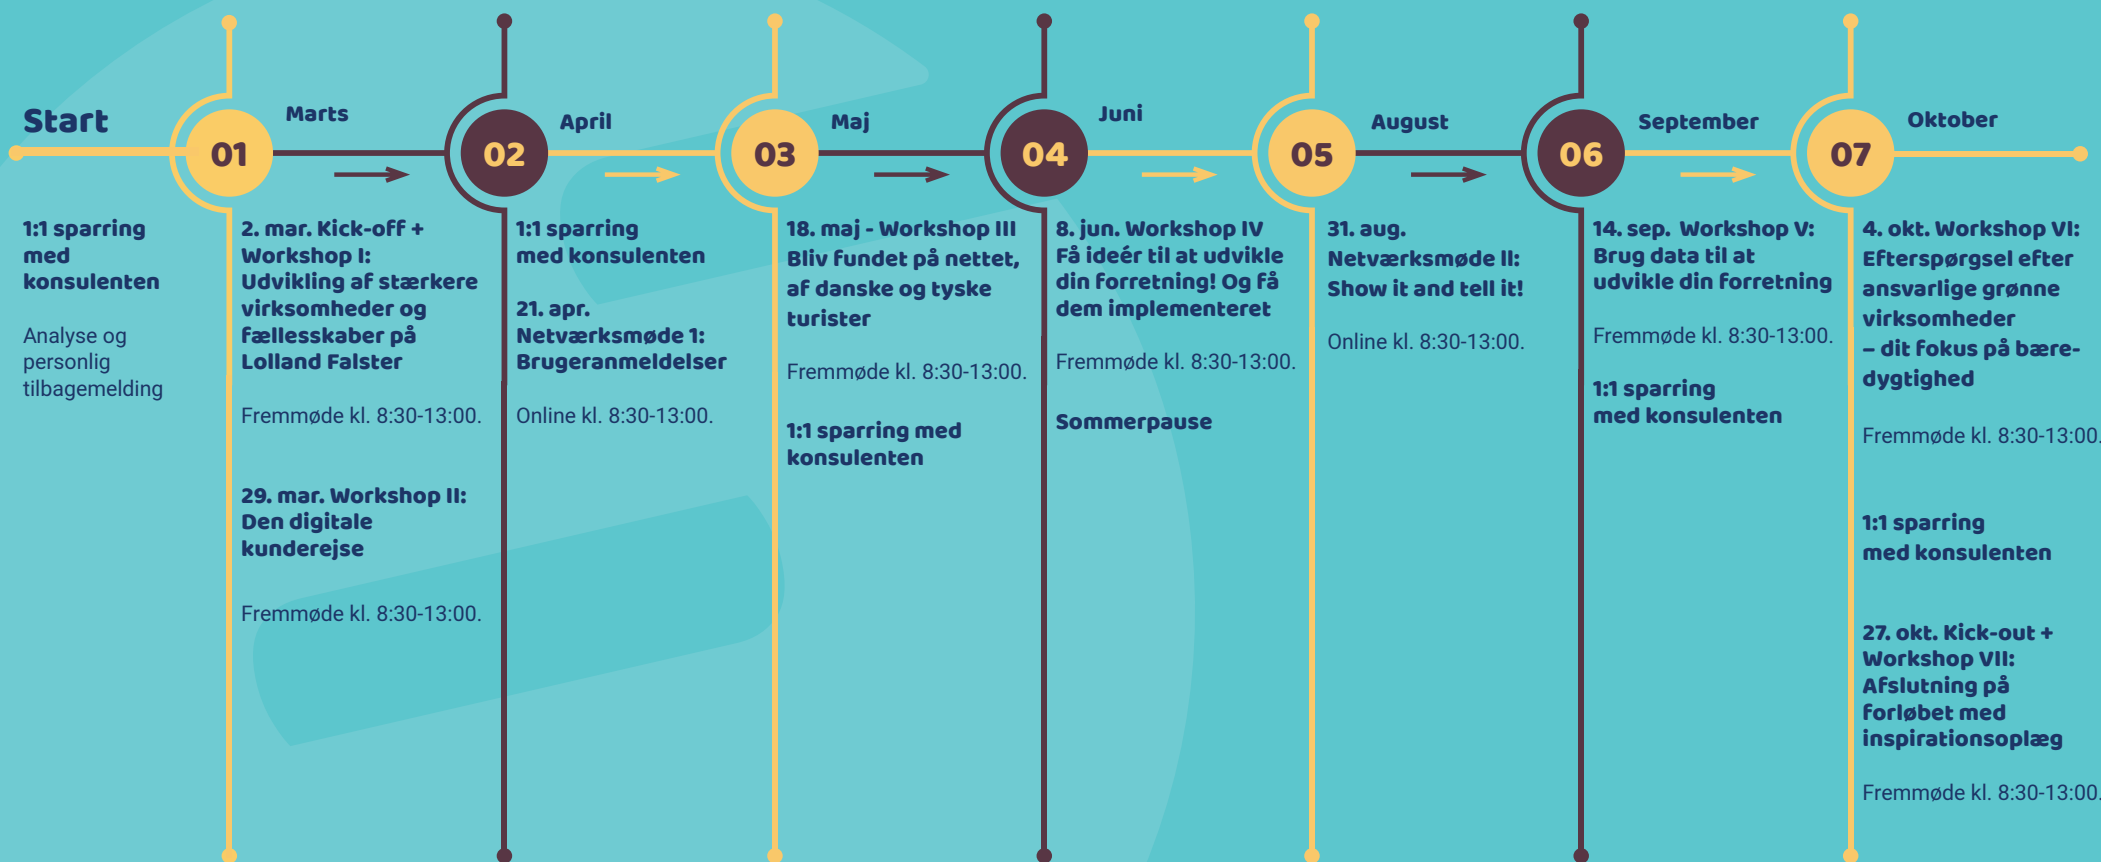 Start
1:1 sparring
med
konsulenten
Analyse og
personlig
tilbagemelding
01
Marts
2. mar. Kick-off +
Workshop I:
Udvikling af stærkere
virksomheder og
fællesskaber på
Lolland Falster
Fremmøde kl. 8:30-13:00.
29. mar. Workshop II:
Den digitale
kunderejse
Fremmøde kl. 8:30-13:00.
02
April
1:1 sparring
med konsulenten
21. apr.
Netværksmøde 1:
Brugeranmeldelser
Online kl. 8:30-13:00.
03
Maj
18. maj - Workshop III
Bliv fundet på nettet,
af danske og tyske
turister
Fremmøde kl. 8:30-13:00.
1:1 sparring med
konsulenten
04
Juni
8. jun. Workshop IV
Få ideér til at udvikle
din forretning! Og få
dem implementeret
Fremmøde kl. 8:30-13:00.
Sommerpause
05
August
31. aug.
Netværksmøde II:
Show it and tell it!
Online kl. 8:30-13:00.
06
September
14. sep. Workshop V:
Brug data til at
udvikle din forretning
Fremmøde kl. 8:30-13:00.
1:1 sparring
med konsulenten
07
Oktober
4. okt. Workshop VI:
Efterspørgsel efter
ansvarlige grønne
virksomheder
– dit fokus på bære-
dygtighed
Fremmøde kl. 8:30-13:00.
1:1 sparring
med konsulenten
27. okt. Kick-out +
Workshop VII:
Afslutning på
forløbet med
inspirationsoplæg
Fremmøde kl. 8:30-13:00.